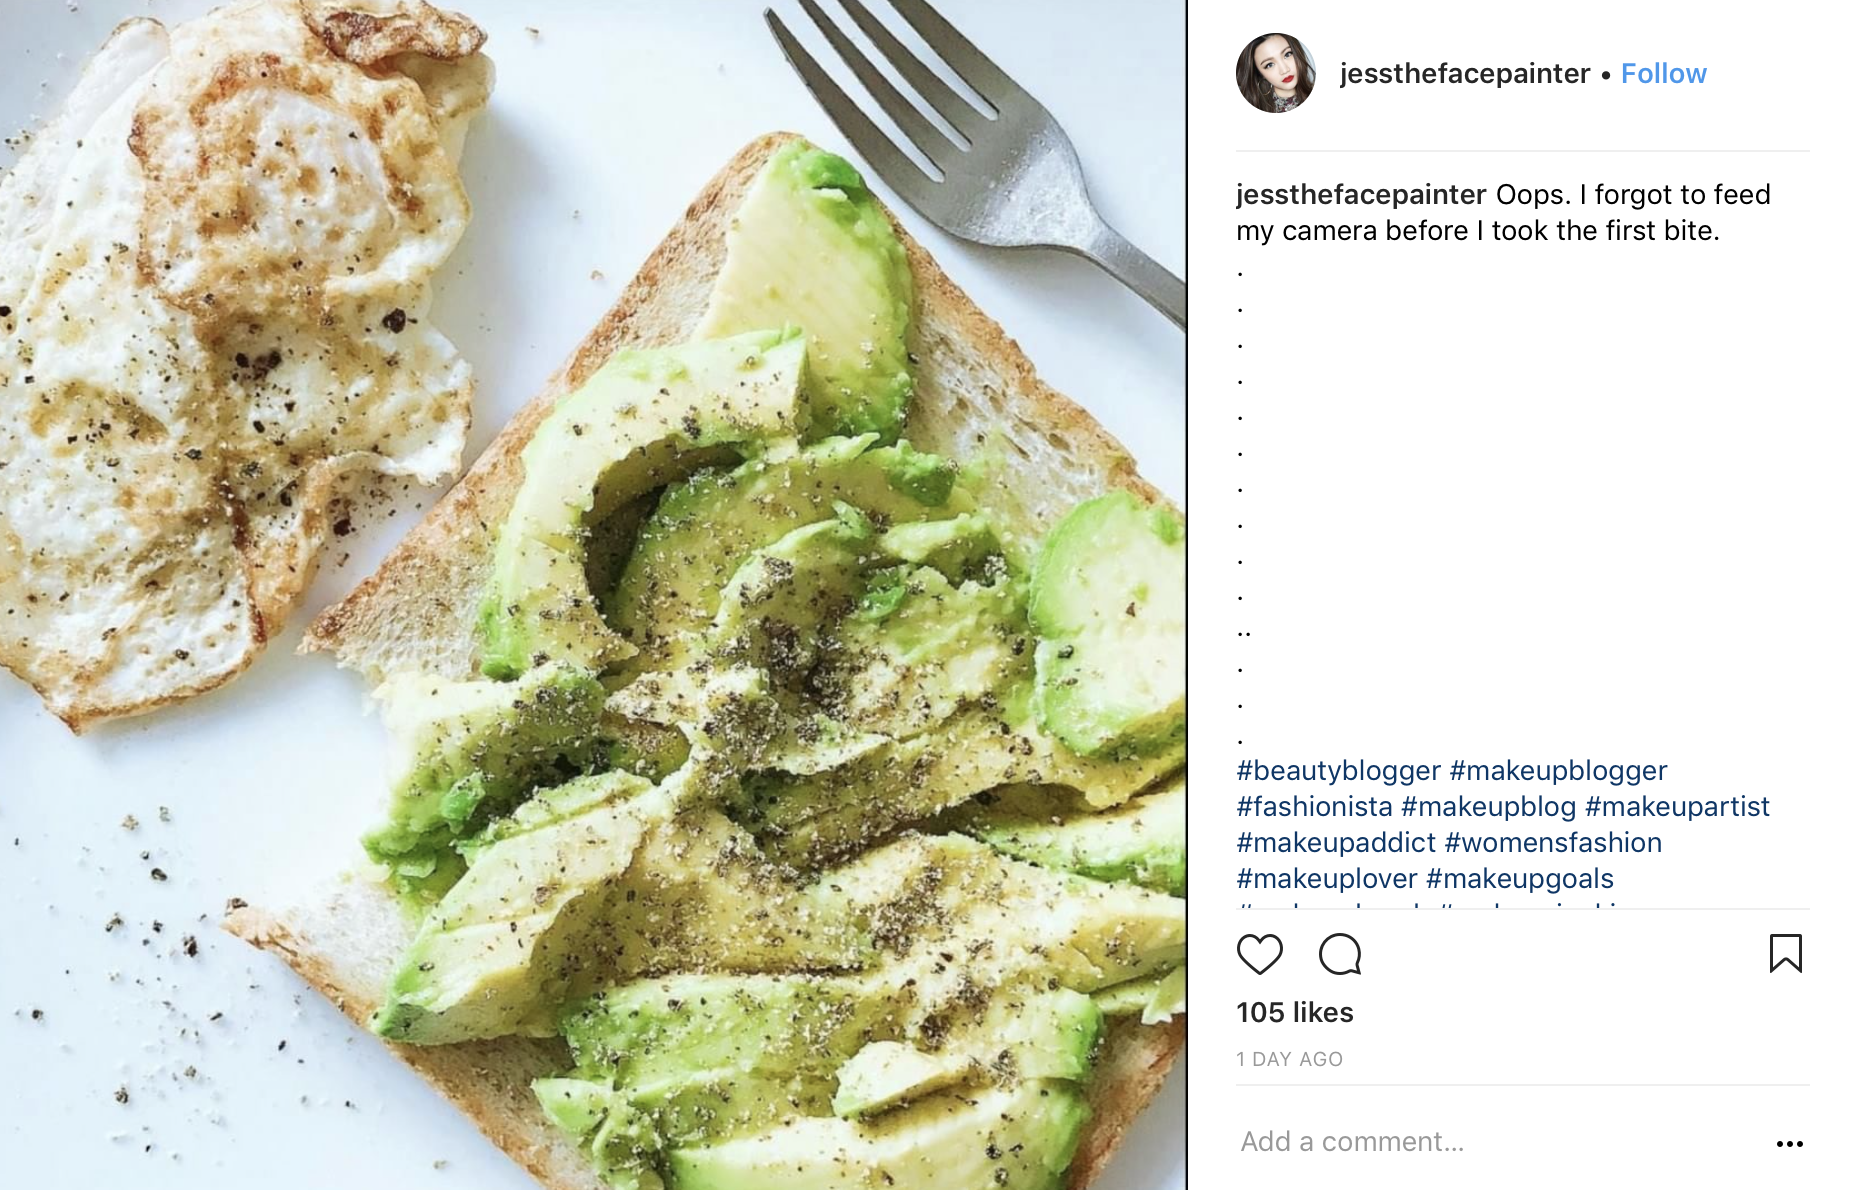 jessthefacepainter • Follow
jessthefacepainter Oops. I forgot to feed
my camera before I took the first bite.
.
.
.
.
.
.
.
.
.
.
..
.
.
.
#beautyblogger #makeupblogger
#fashionista #makeupblog #makeupartist
#makeupaddict #womensfashion
#makeuplover #makeupgoals
105 likes
1 DAY AGO
Add a comment...